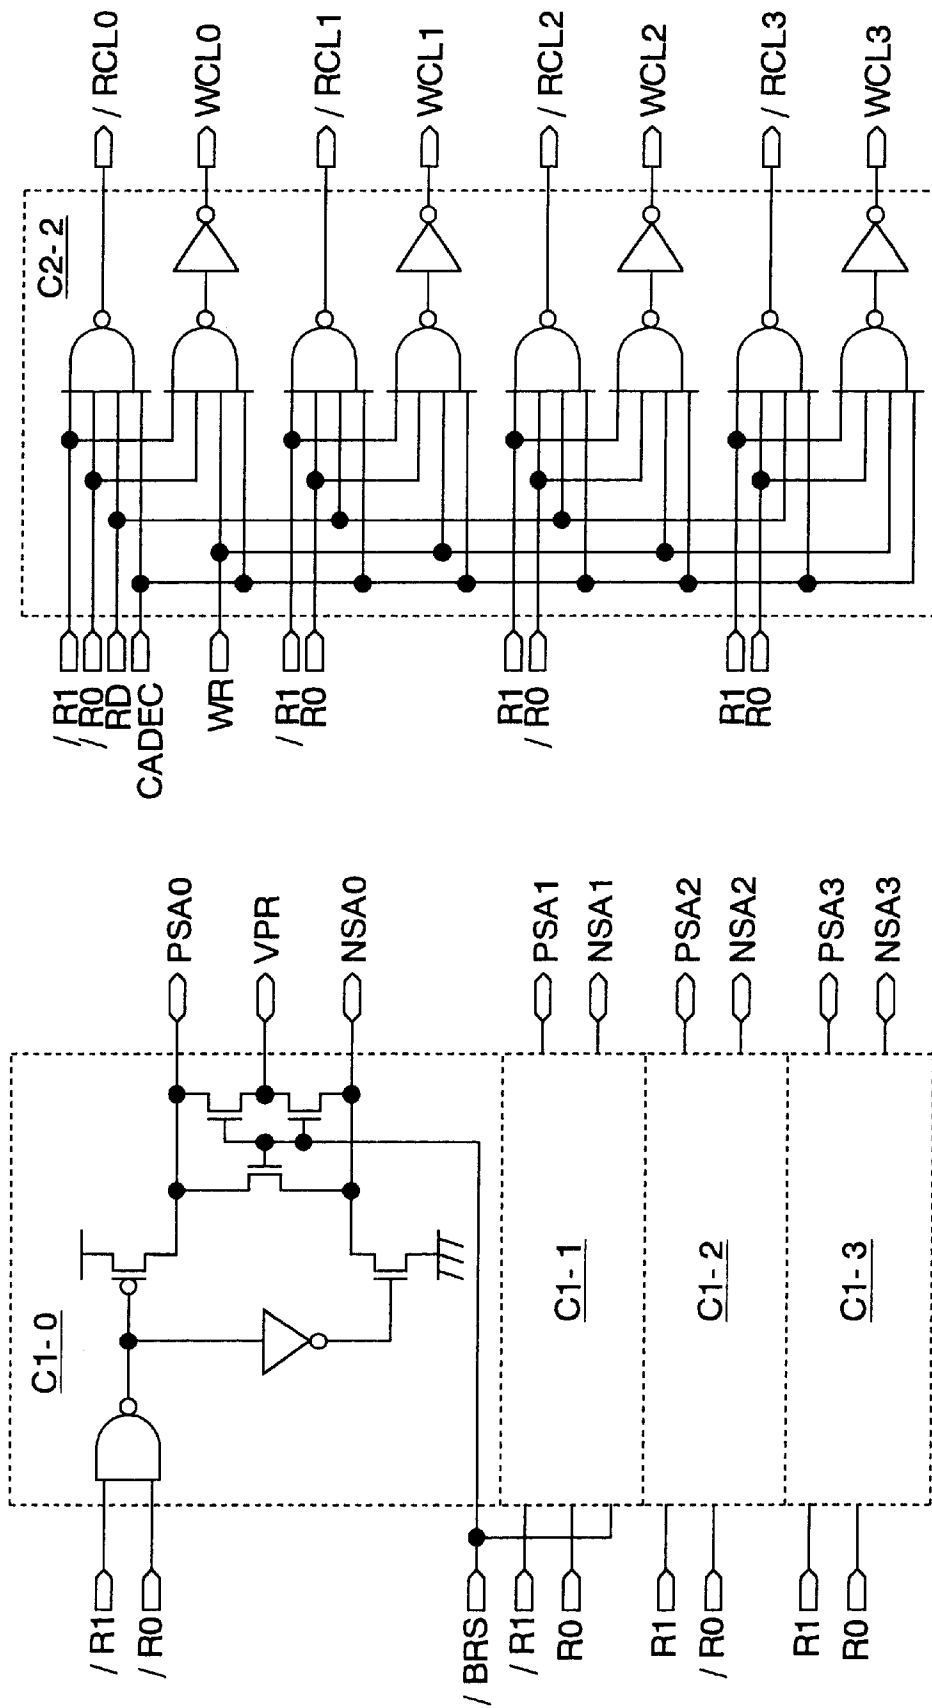 C1-0
/R1
/R0
/BRS
PSA0
VPR
NSA0
/R1
R0
C1-1
PSA1
NSA1
R1
/R0
C1-2
PSA2
NSA2
R1
R0
C1-3
PSA3
NSA3
C2-2
/R1
/R0
RD
CADEC
WR
/R1
R0
R1
/R0
R1
R0
/RCL0
WCL0
/RCL1
WCL1
/RCL2
WCL2
/RCL3
WCL3